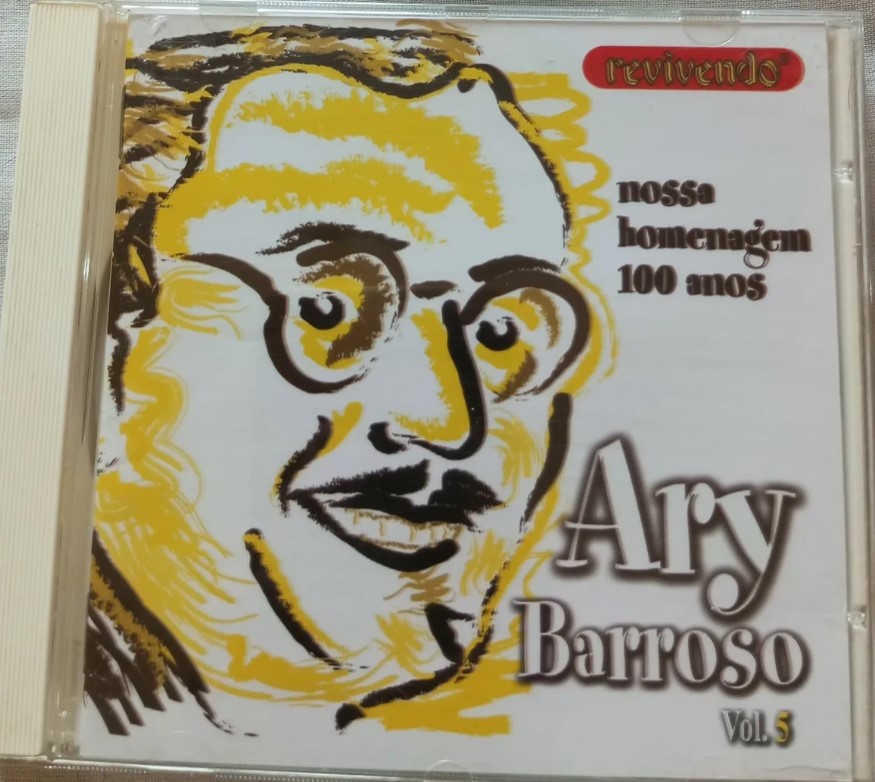 revivendo
nossa
homenagem
100 anos
Ary
Barroso
Vol. 5